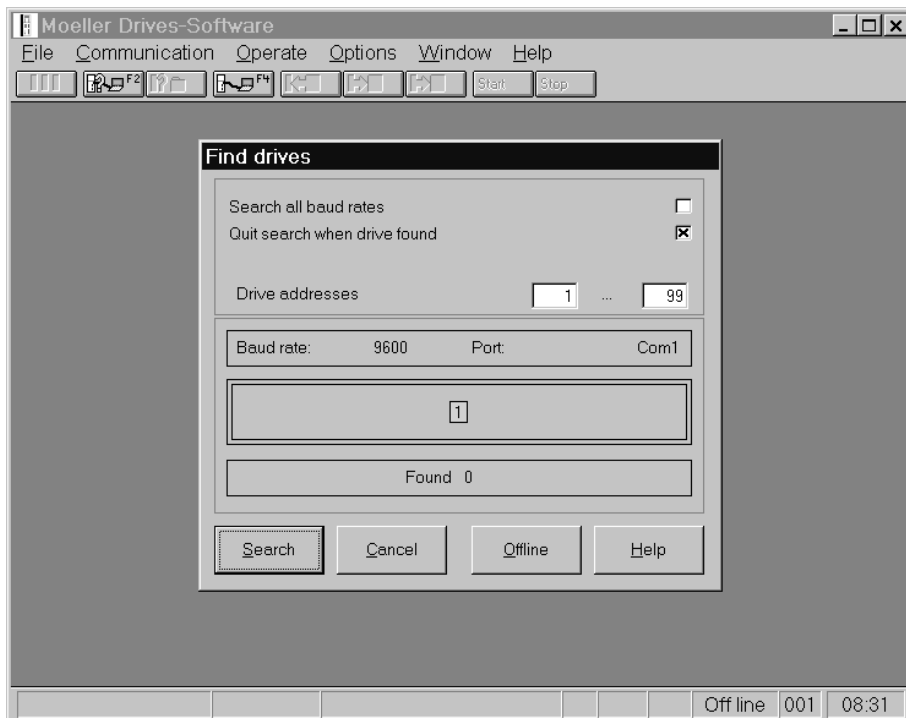 Moeller Drives-Software
File Communication Operate Options Window Help
F2 F4 Start Stop
Find drives
Search all baud rates
Quit search when drive found
Drive addresses 1 ... 99
Baud rate: 9600 Port: Com1
1
Found 0
Search Cancel Offline Help
Off line 001 08:31